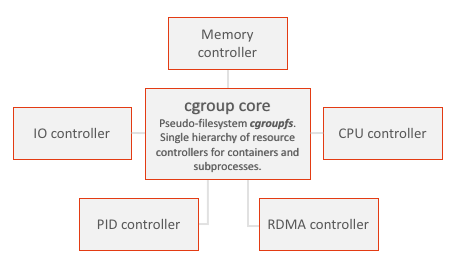 Memory
controller
cgroup core
Pseudo-filesystem cgroupfs.
Single hierarchy of resource
controllers for containers and
subprocesses.
IO controller
CPU controller
PID controller
RDMA controller